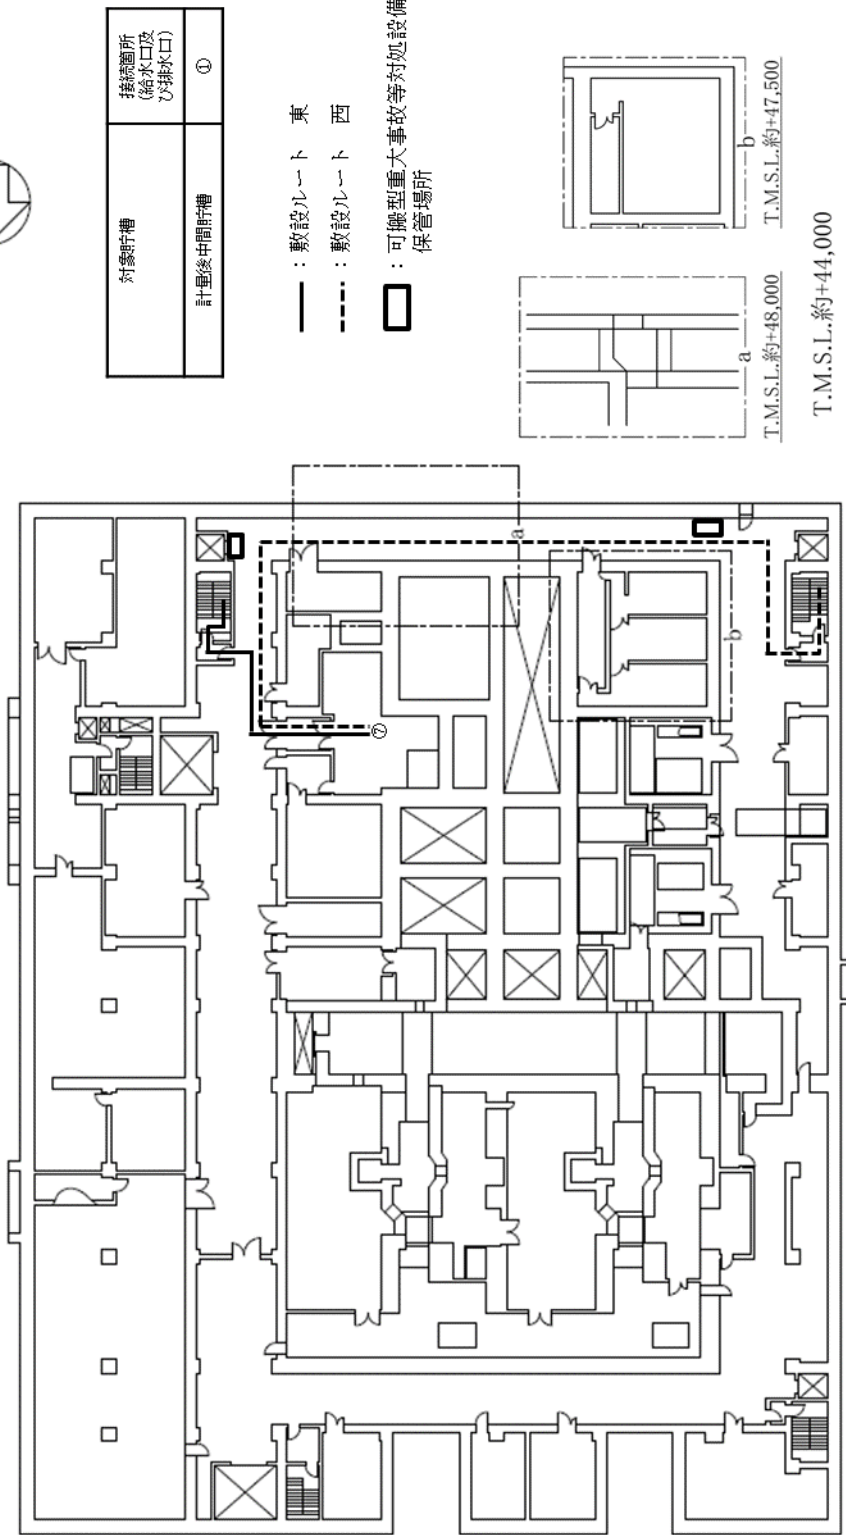 対象貯槽
接続箇所
(給水口及
び排水口)
計量後中間貯槽
①
：敷設ルート　東
：敷設ルート　西
：可搬型重大事故等対処設備
保管場所
a
T.M.S.L.約+48,000
b
T.M.S.L.約+47,500
T.M.S.L.約+44,000
a
b
①